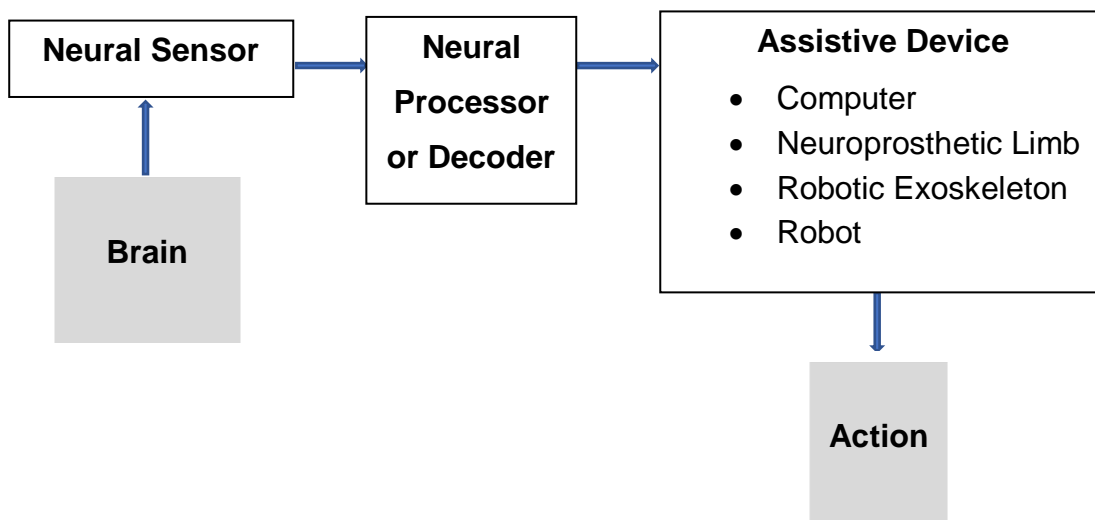 Neural Sensor
Neural
Processor
or Decoder
Assistive Device
• Computer
• Neuroprosthetic Limb
• Robotic Exoskeleton
• Robot
Brain
Action